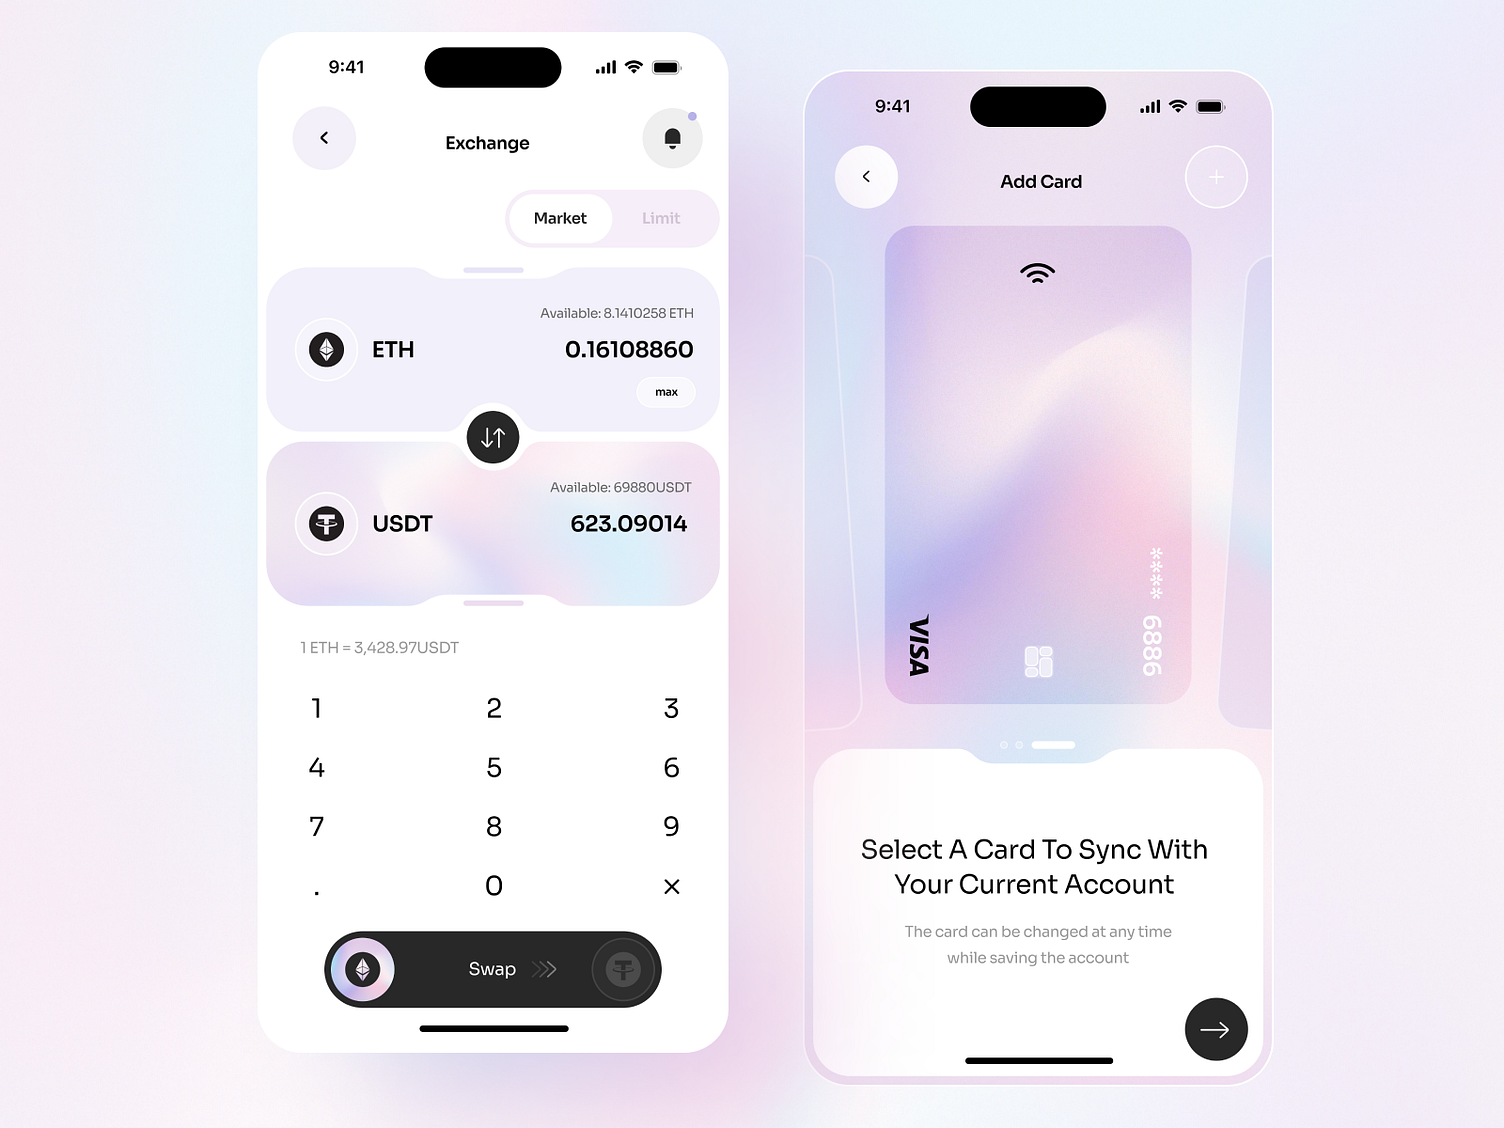 9:41
Exchange
Market
Limit
Available: 8.1410258 ETH
ETH
0.16108860
max
Available: 69880USDT
USDT
623.09014
1 ETH = 3,428.97USDT
1 2 3
4 5 6
7 8 9
. 0 ×
Swap
9:41
Add Card
VISA
**** 6886
Select A Card To Sync With
Your Current Account
The card can be changed at any time
while saving the account